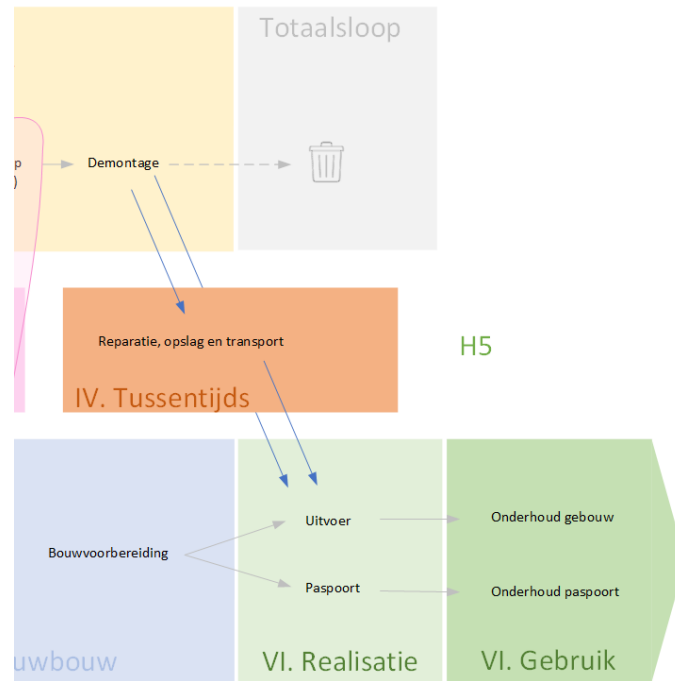 Totaalsloop
p
)
Demontage
Reparatie, opslag en transport
H5
IV. Tussentijds
Uitvoer
Onderhoud gebouw
Bouwvoorbereiding
Paspoort
Onderhoud paspoort
uwbouw
VI. Realisatie
VI. Gebruik